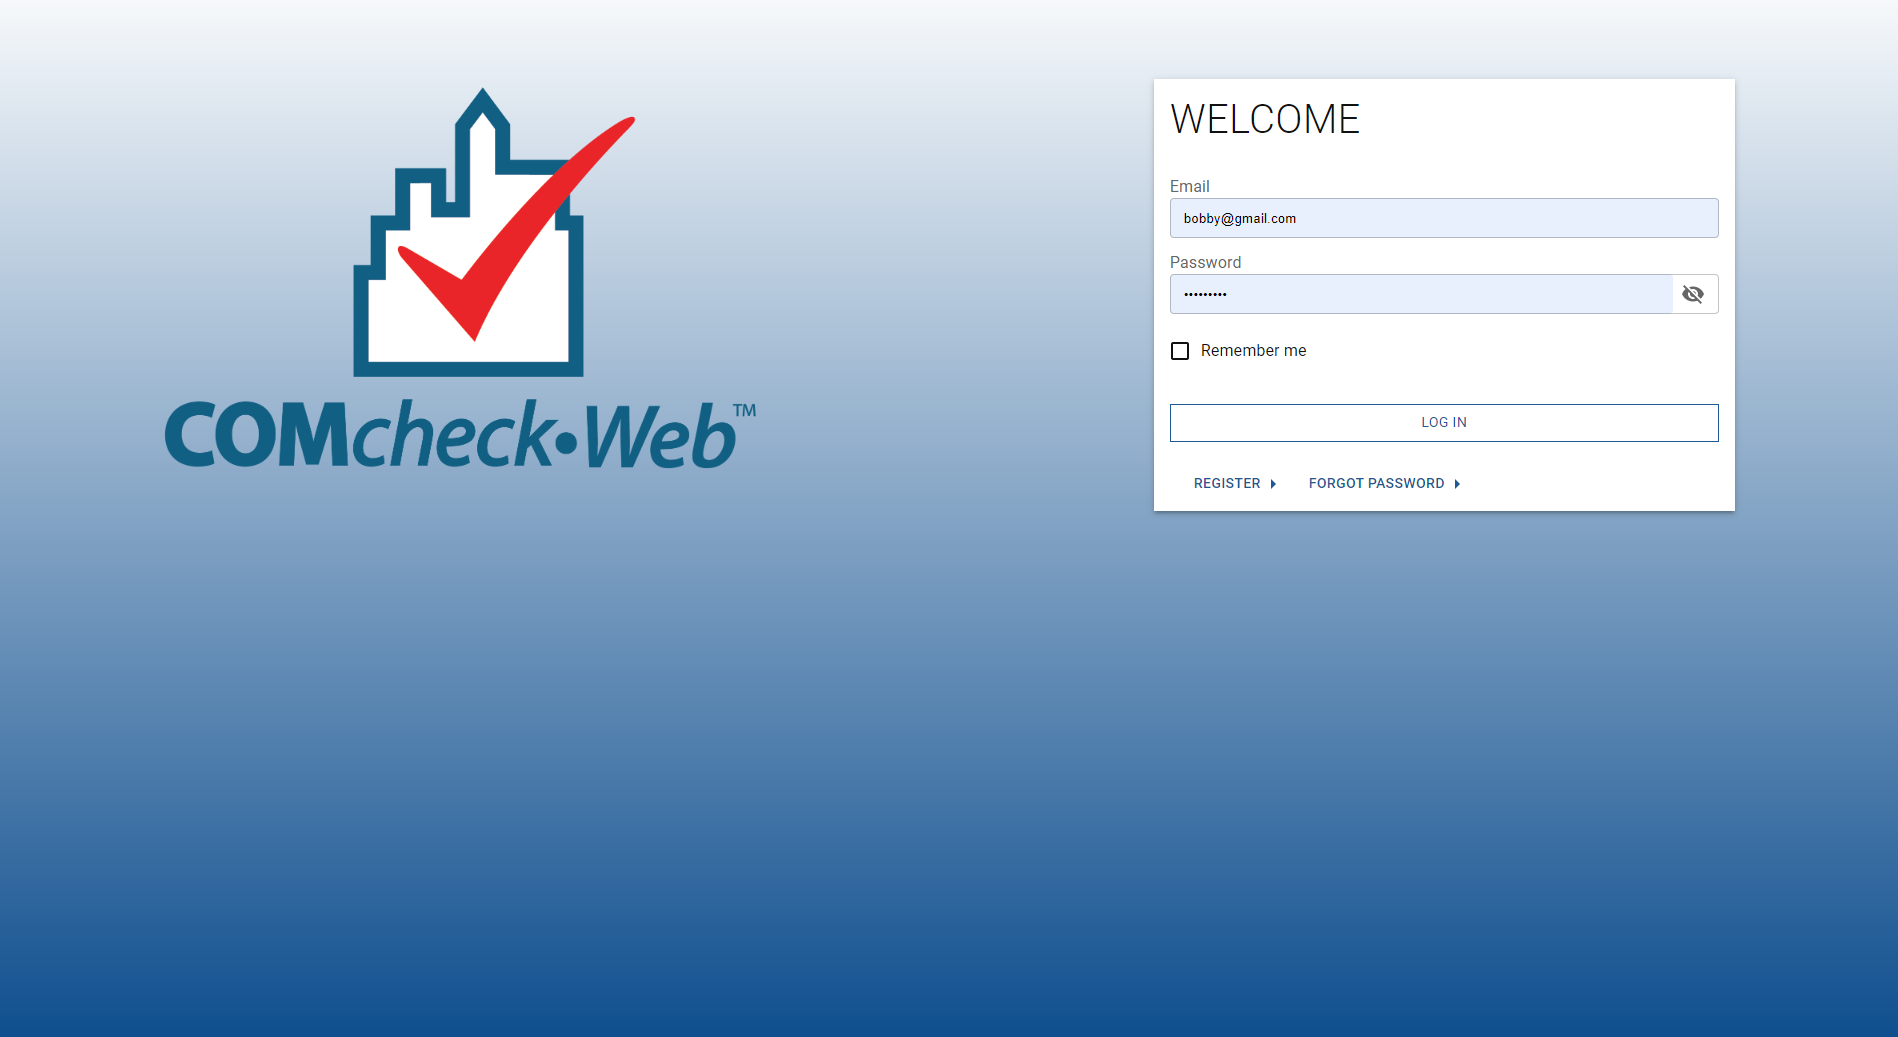 COMcheck•Web™
WELCOME
Email
bobby@gmail.com
Password
•••••••••
Remember me
LOG IN
REGISTER
FORGOT PASSWORD